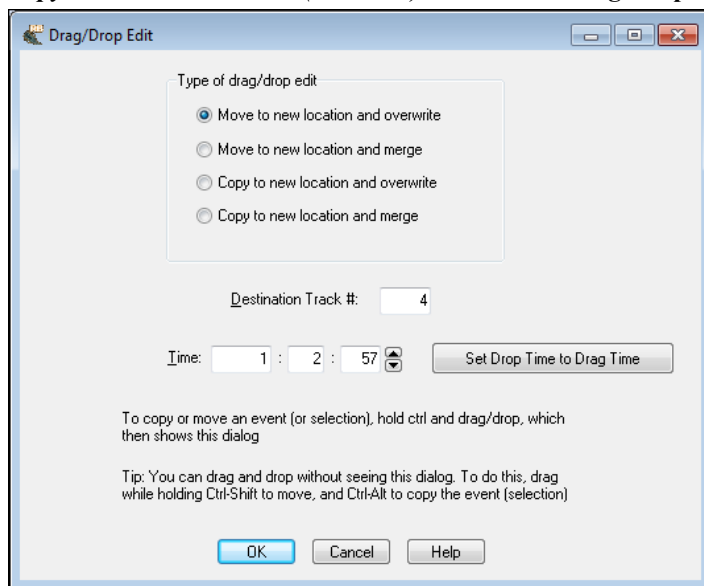 Drag/Drop Edit
Type of drag/drop edit
Move to new location and overwrite
Move to new location and merge
Copy to new location and overwrite
Copy to new location and merge
Destination Track #: 4
Time: 1 : 2 : 57 Set Drop Time to Drag Time
To copy or move an event (or selection), hold ctrl and drag/drop, which
then shows this dialog
Tip: You can drag and drop without seeing this dialog. To do this, drag
while holding Ctrl-Shift to move, and Ctrl-Alt to copy the event (selection)
OK Cancel Help